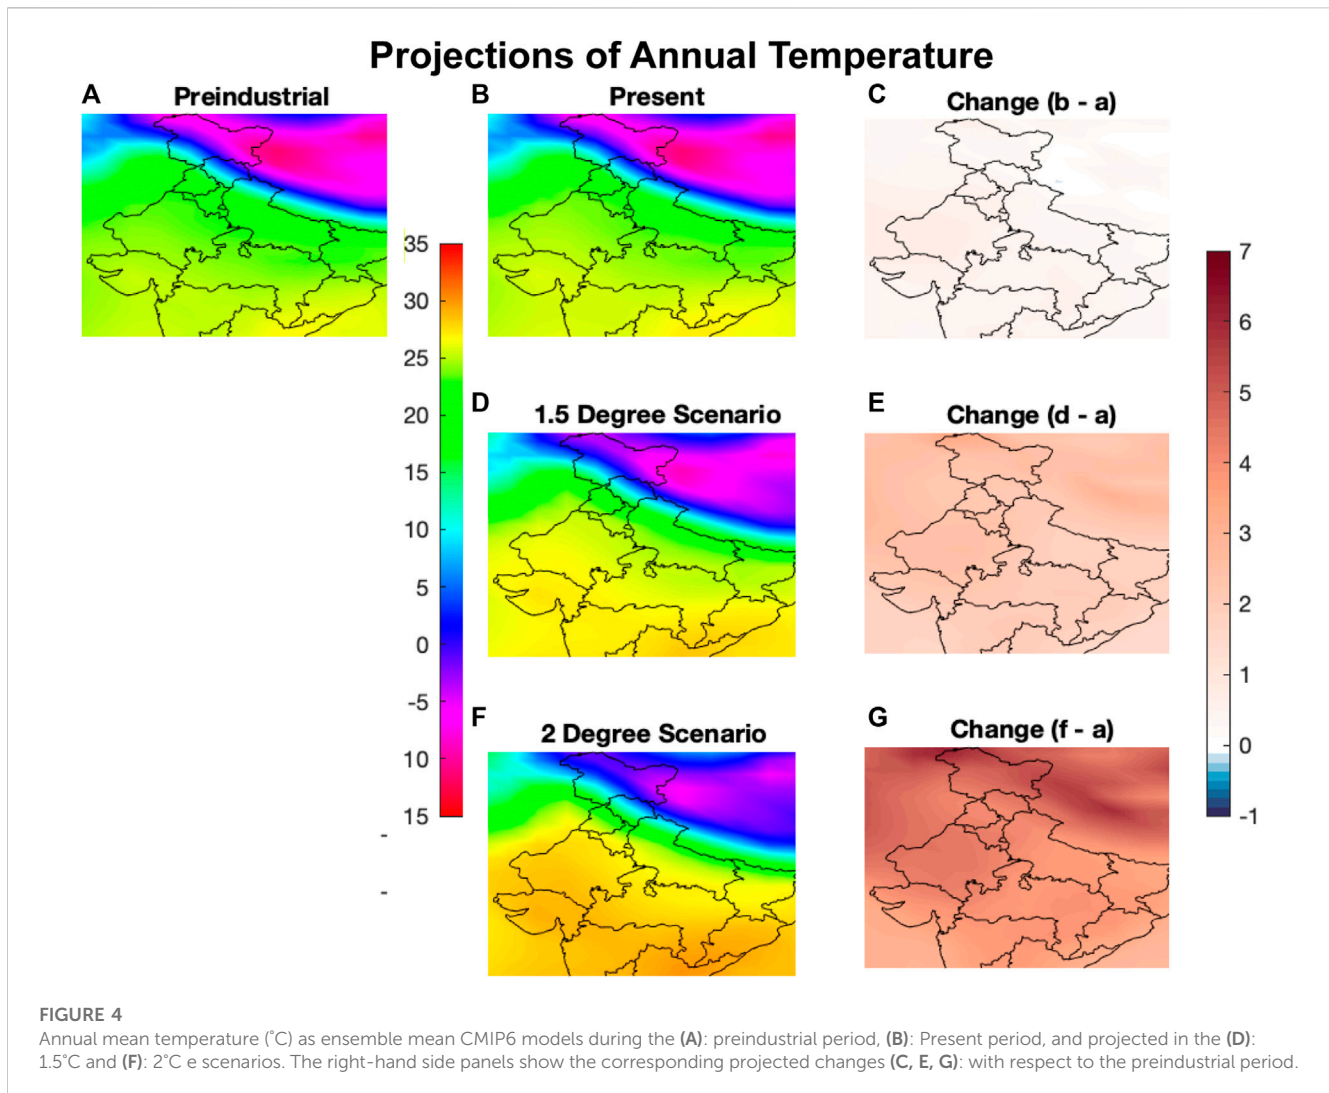 Projections of Annual Temperature
A
Preindustrial
B
Present
C
Change (b - a)
35
30
25
20
15
10
5
0
-5
10
15
-
-
D
1.5 Degree Scenario
E
Change (d - a)
7
6
5
4
3
2
1
0
-1
F
2 Degree Scenario
G
Change (f - a)
FIGURE 4
Annual mean temperature (˚C) as ensemble mean CMIP6 models during the (A): preindustrial period, (B): Present period, and projected in the (D):
1.5˚C and (F): 2˚C e scenarios. The right-hand side panels show the corresponding projected changes (C, E, G): with respect to the preindustrial period.